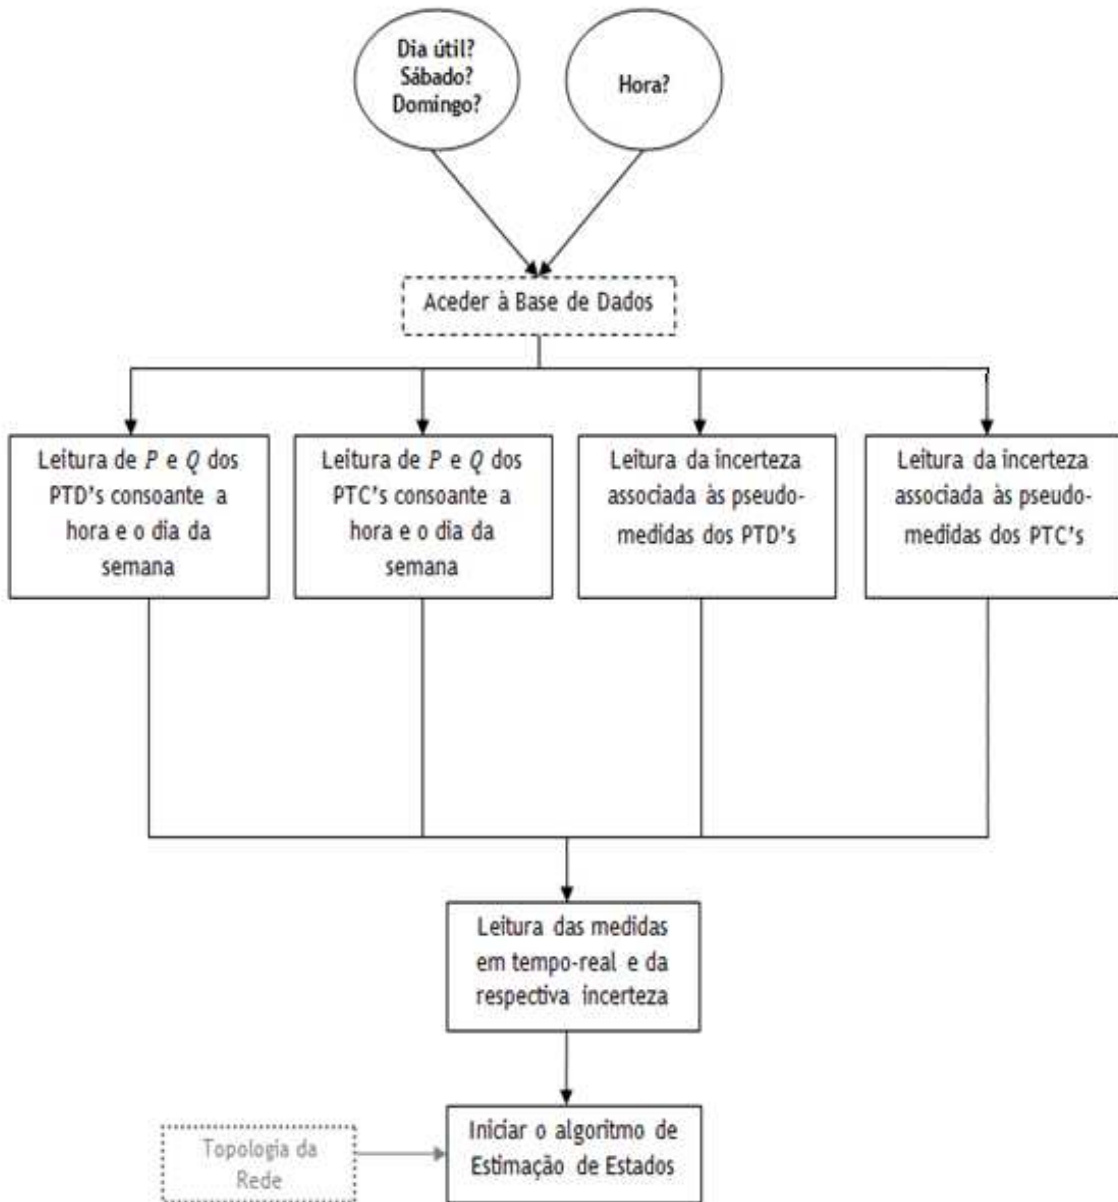 Dia útil?
Sábado?
Domingo?
Hora?
Aceder à Base de Dados
Leitura de P e Q dos
PTD's consoante a
hora e o dia da
semana
Leitura de P e Q dos
PTC's consoante a
hora e o dia da
semana
Leitura da incerteza
associada às pseudo-
medidas dos PTD's
Leitura da incerteza
associada às pseudo-
medidas dos PTC's
Leitura das medidas
em tempo-real e da
respectiva incerteza
Topologia da
Rede
Iniciar o algoritmo de
Estimação de Estados